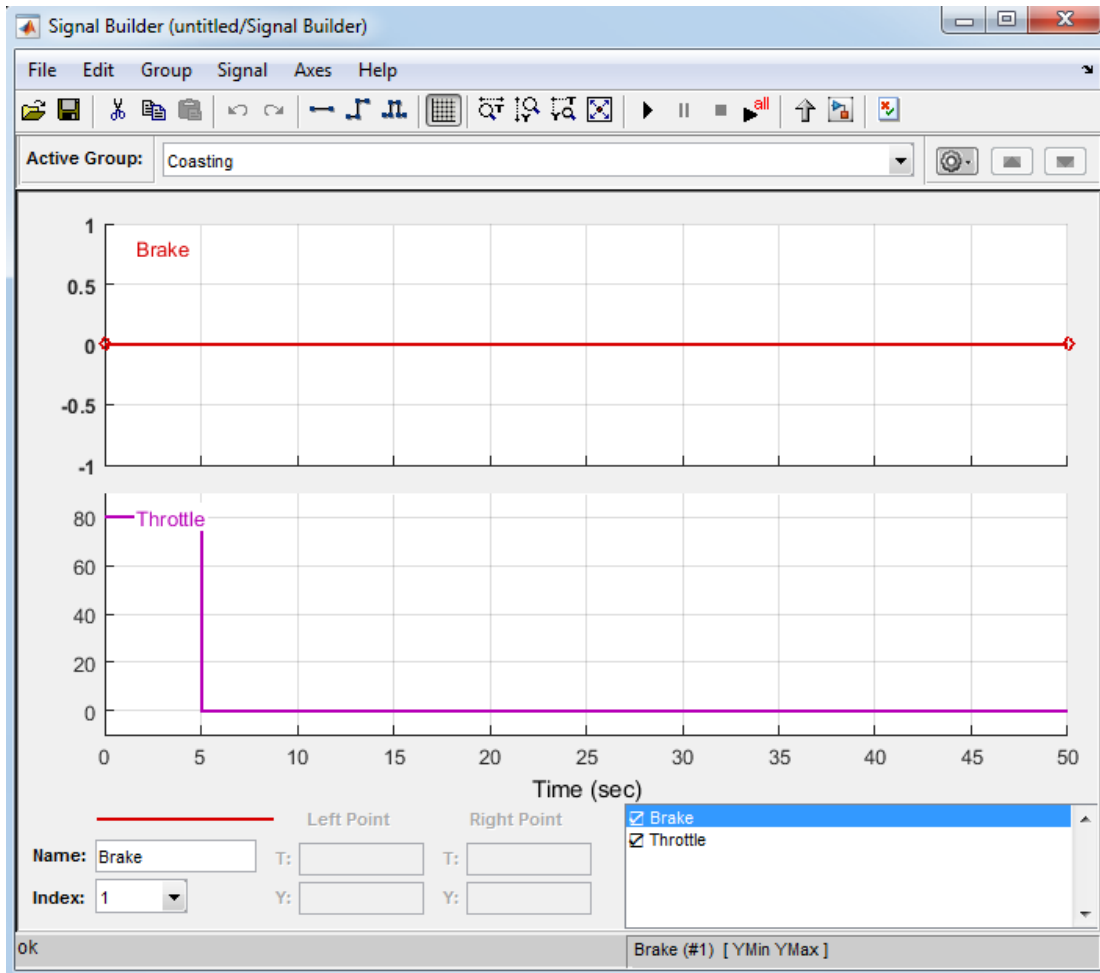 Signal Builder (untitled/Signal Builder)
File Edit Group Signal Axes Help
all
Active Group: Coasting
1
Brake
0.5
0
-0.5
-1
80
Throttle
60
40
20
0
0 5 10 15 20 25 30 35 40 45 50
Time (sec)
Left Point Right Point
Name: Brake T: T:
Index: 1 Y: Y:
Brake
Throttle
ok
Brake (#1) [ YMin YMax ]